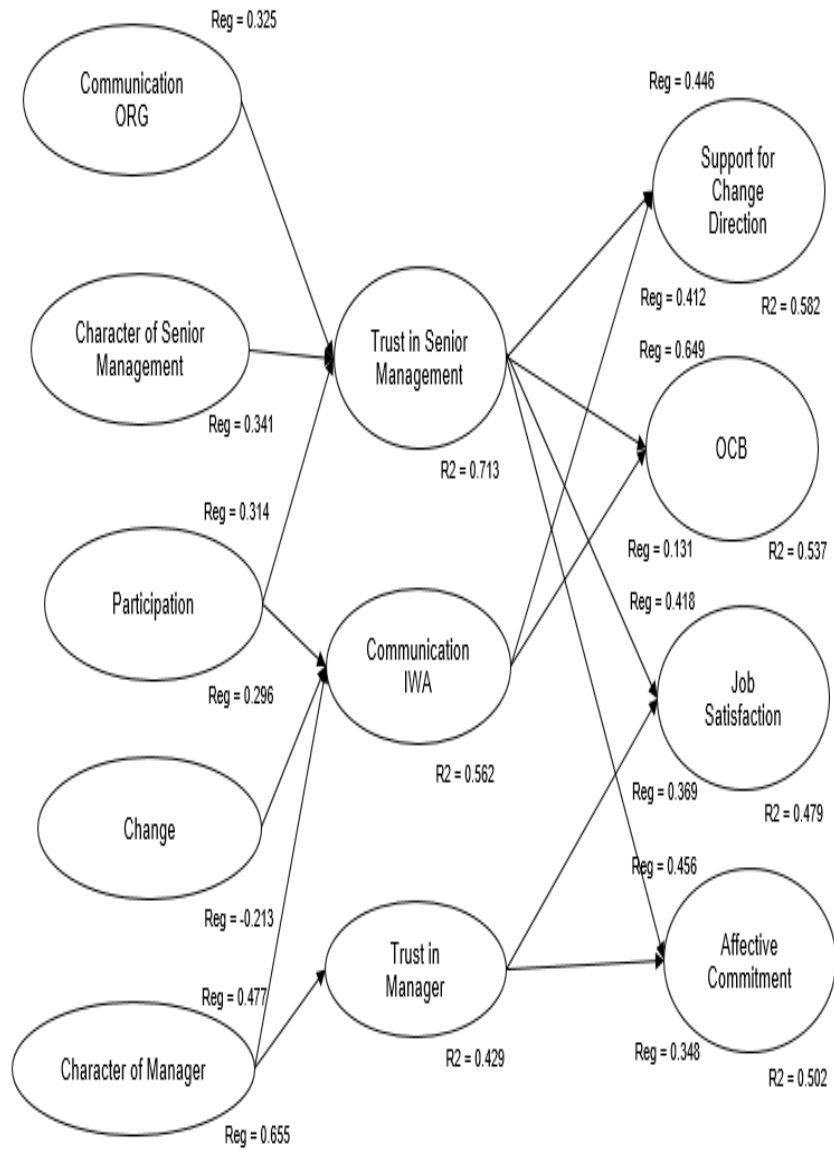 Reg = 0.325
Communication
ORG
Reg = 0.446
Support for
Change
Direction
Reg = 0.412
R2 = 0.582
Character of Senior
Management
Reg = 0.341
Trust in Senior
Management
R2 = 0.713
Reg = 0.649
OCB
Reg = 0.131
R2 = 0.537
Reg = 0.314
Participation
Reg = 0.296
Communication
IWA
R2 = 0.562
Reg = 0.418
Job
Satisfaction
Reg = 0.369
R2 = 0.479
Change
Reg = -0.213
Reg = 0.477
Character of Manager
Reg = 0.655
Trust in
Manager
R2 = 0.429
Reg = 0.456
Affective
Commitment
Reg = 0.348
R2 = 0.502